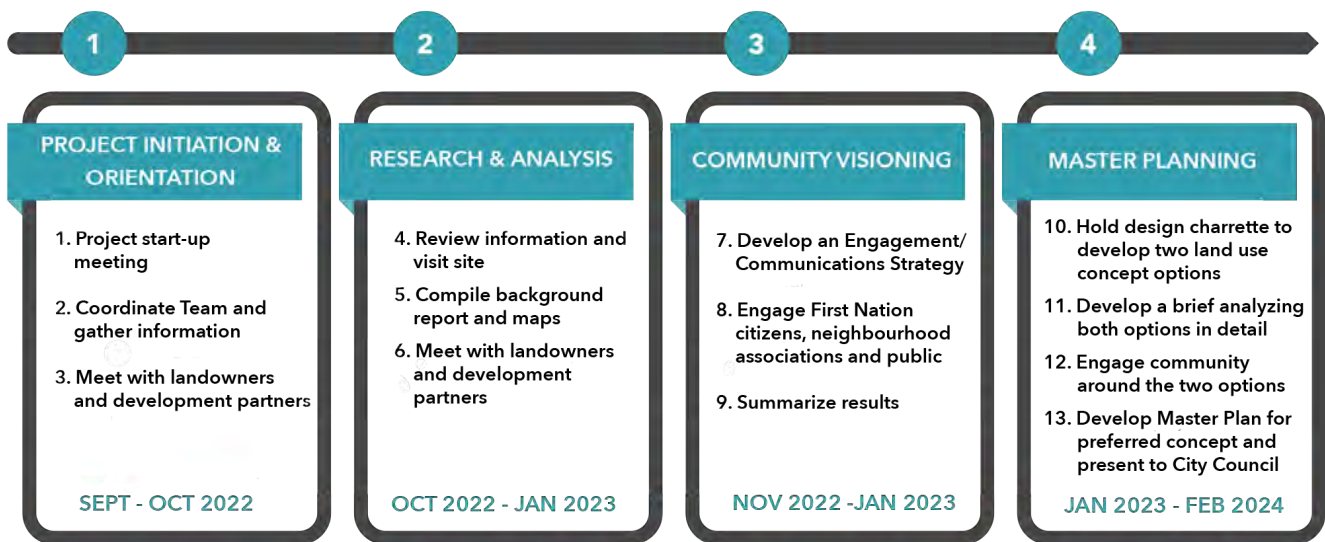 1
2
3
4
PROJECT INITIATION &
ORIENTATION
1. Project start-up
meeting
2. Coordinate Team and
gather information
3. Meet with landowners
and development partners
SEPT - OCT 2022
RESEARCH & ANALYSIS
4. Review information and
visit site
5. Compile background
report and maps
6. Meet with landowners
and development
partners
OCT 2022 - JAN 2023
COMMUNITY VISIONING
7. Develop an Engagement/
Communications Strategy
8. Engage First Nation
citizens, neighbourhood
associations and public
9. Summarize results
NOV 2022 -JAN 2023
MASTER PLANNING
10. Hold design charrette to
develop two land use
concept options
11. Develop a brief analyzing
both options in detail
12. Engage community
around the two options
13. Develop Master Plan for
preferred concept and
present to City Council
JAN 2023 - FEB 2024